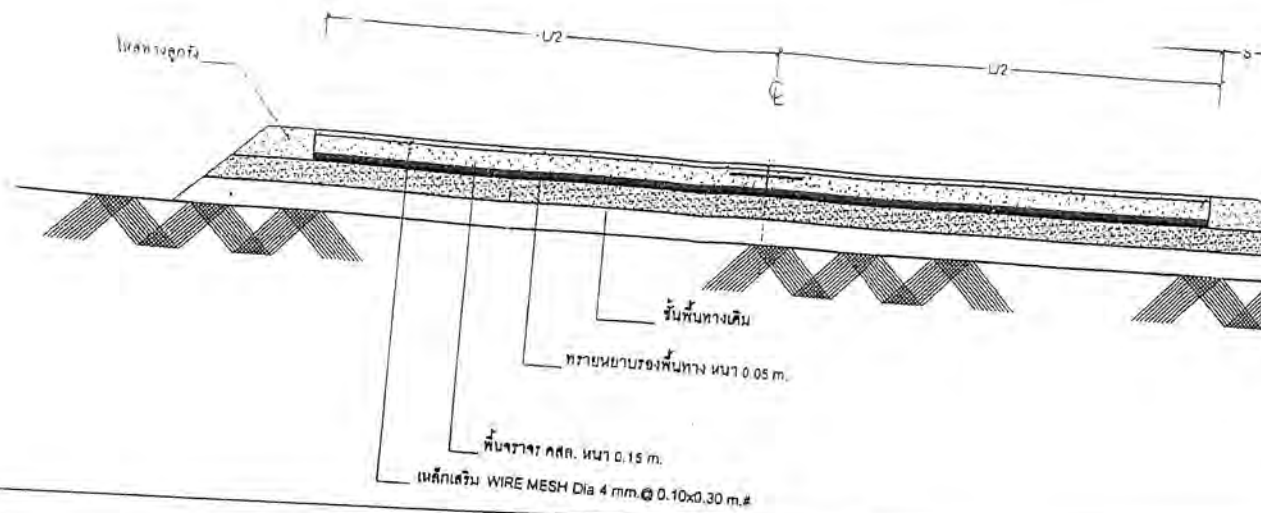 L/2
L/2
S
ไหล่ทางลูกรัง
ชั้นพื้นทางเดิม
ทรายหยาบรองพื้นทาง หนา 0.05 m.
พื้นจราจร คสล. หนา 0.15 m.
เหล็กเสริม WIRE MESH Dia 4 mm.@ 0.10x0.30 m.#